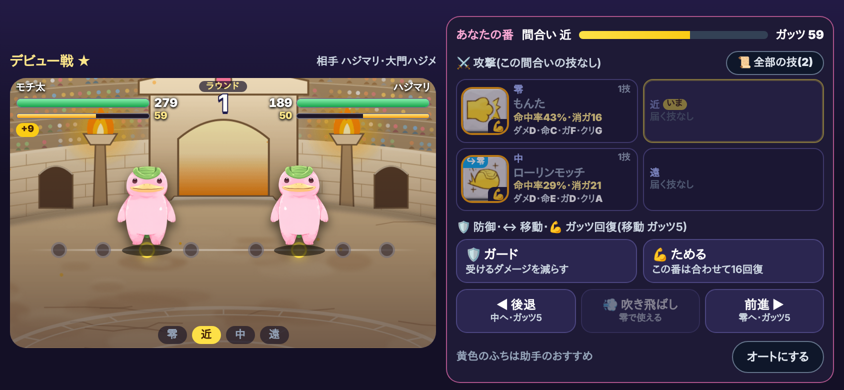 デビュー戦 ★
相手 ハジマリ・大門ハジメ
モチ太
ラウンド
ハジマリ
279
1
189
59
50
+9
零
近
中
遠
あなたの番 間合い 近
ガッツ 59
⚔️ 攻撃(この間合いの技なし)
📜 全部の技(2)
零
1技
もんた
命中率43%・消ガ16
ダメD・命C・ガF・クリG
近 いま
届く技なし
↪零
中
1技
ローリンモッチ
命中率29%・消ガ21
ダメD・命E・ガD・クリA
遠
届く技なし
🛡️ 防御・↔ 移動・💪 ガッツ回復(移動 ガッツ5)
🛡️ ガード
受けるダメージを減らす
💪 ためる
この番は合わせて16回復
◀ 後退
中へ・ガッツ5
💨 吹き飛ばし
零で使える
前進 ▶
零へ・ガッツ5
黄色のふちは助手のおすすめ
オートにする